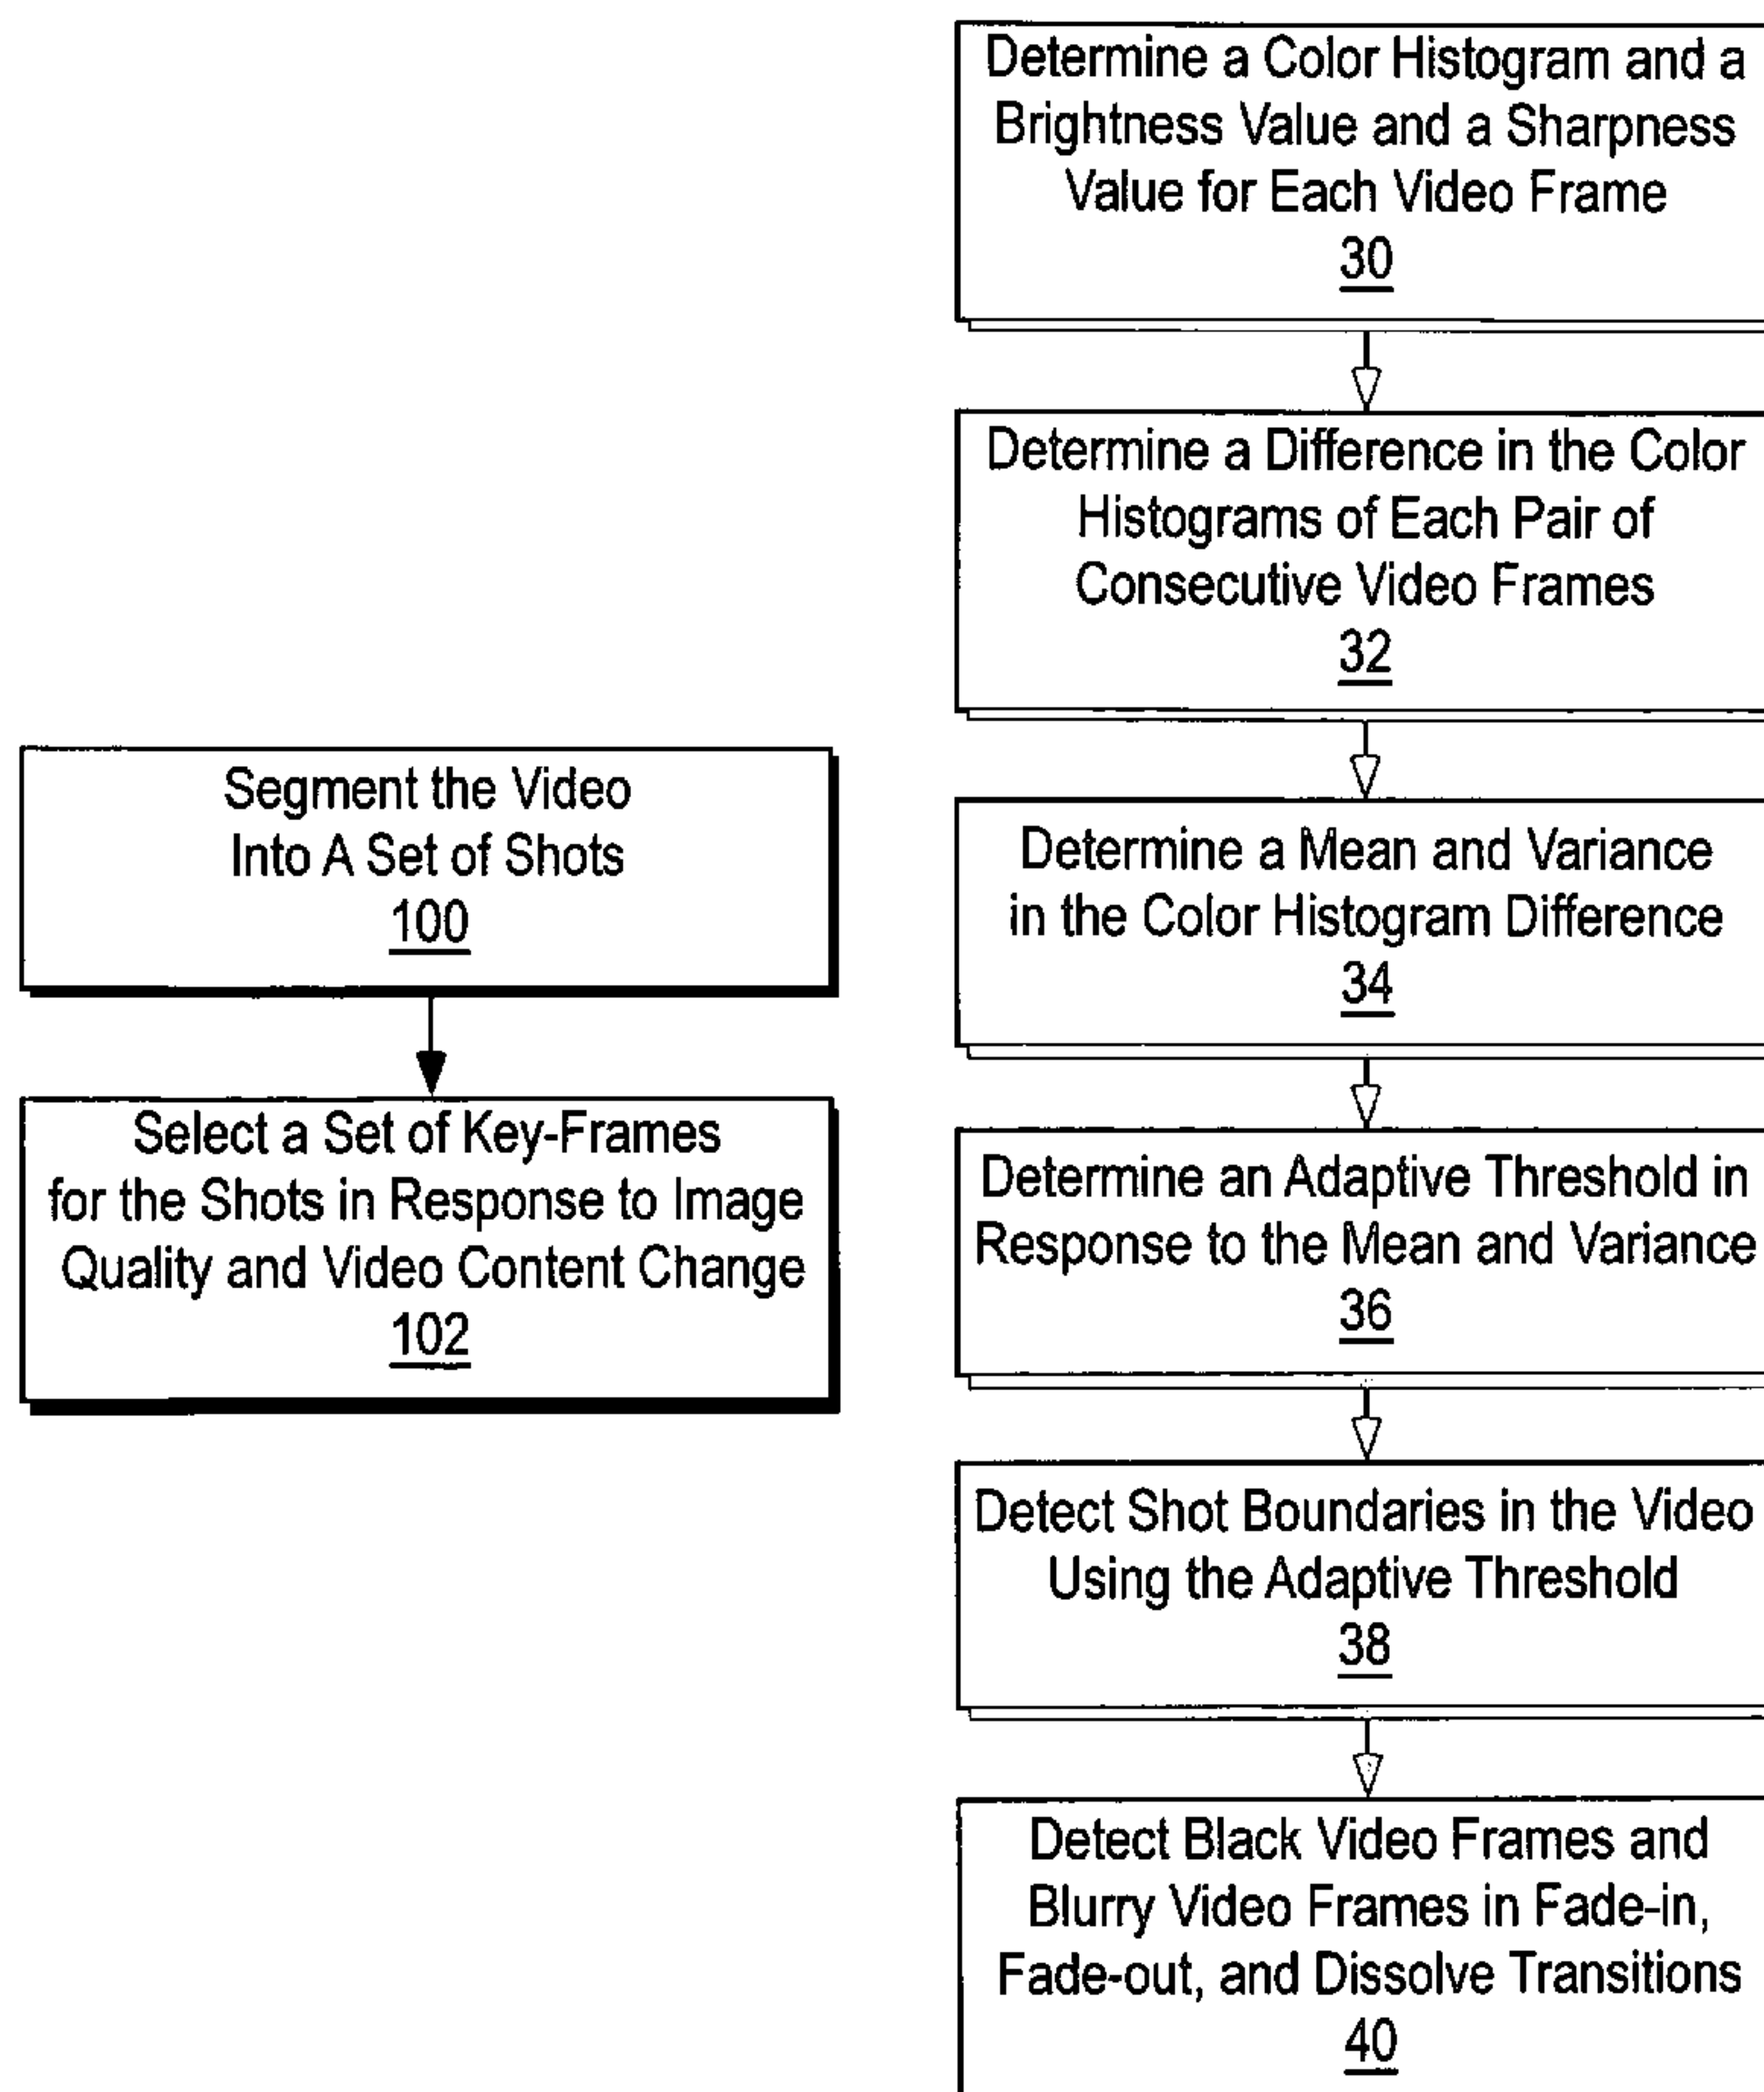 Segment the Video
Into A Set of Shots
100
Select a Set of Key-Frames
for the Shots in Response to Image
Quality and Video Content Change
102
Determine a Color Histogram and a
Brightness Value and a Sharpness
Value for Each Video Frame
30
Determine a Difference in the Color
Histograms of Each Pair of
Consecutive Video Frames
32
Determine a Mean and Variance
in the Color Histogram Difference
34
Determine an Adaptive Threshold in
Response to the Mean and Variance
36
Detect Shot Boundaries in the Video
Using the Adaptive Threshold
38
Detect Black Video Frames and
Blurry Video Frames in Fade-in,
Fade-out, and Dissolve Transitions
40